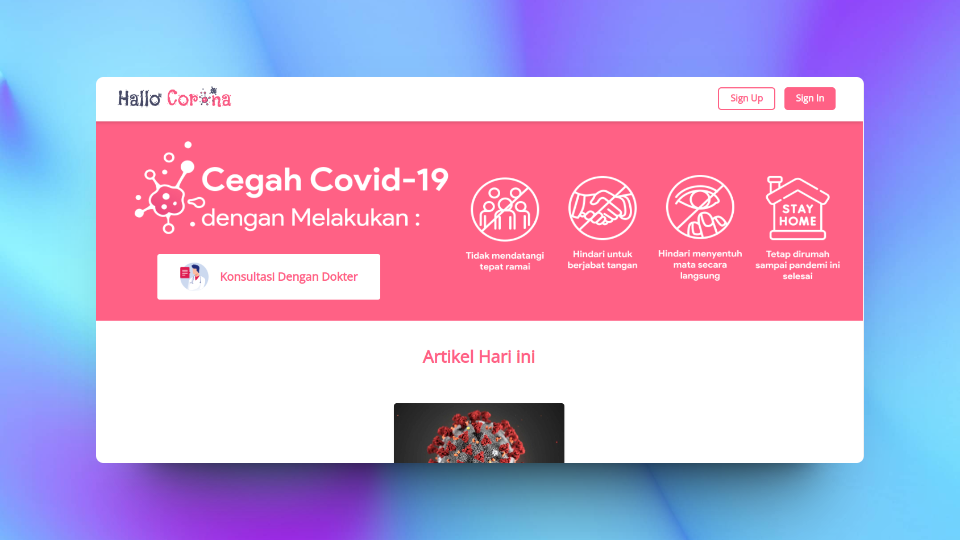 Hallo Corona
Sign Up
Sign In
Cegah Covid-19
dengan Melakukan :
Konsultasi Dengan Dokter
Tidak mendatangi
tepat ramai
Hindari untuk
berjabat tangan
Hindari menyentuh
mata secara
langsung
STAY
HOME
Tetap dirumah
sampai pandemi ini
selesai
Artikel Hari ini